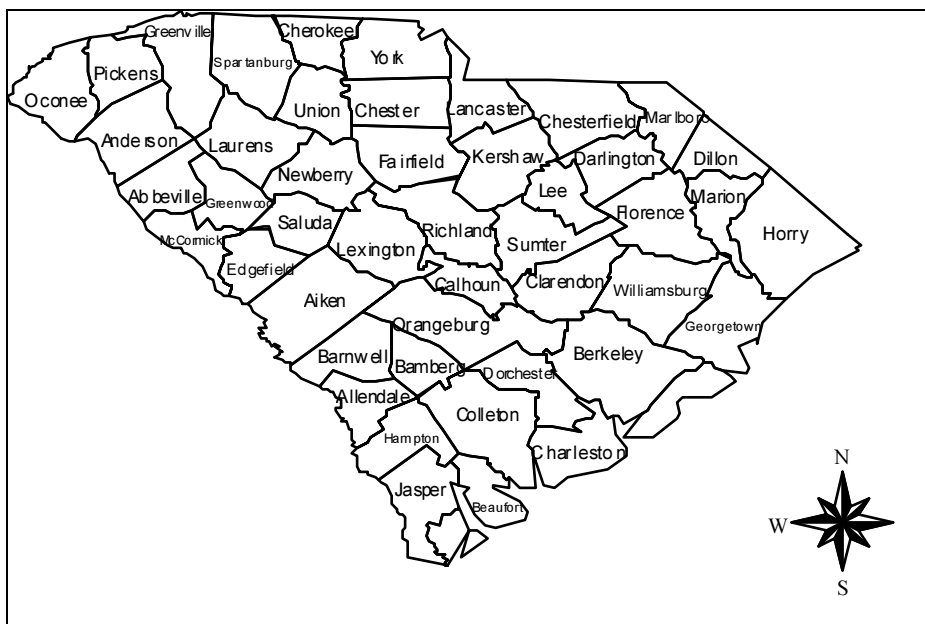 Greenville
Cherokee
York
Spartanburg
Pickens
Oconee
Union
Chester
Lancaster
Chesterfield
Marlboro
Anderson
Laurens
Fairfield
Kershaw
Darlington
Dillon
Newberry
Lee
Abbeville
Greenwood
Marion
Saluda
Florence
McCormick
Richland
Horry
Lexington
Sumter
Edgefield
Calhoun
Clarendon
Williamsburg
Aiken
Orangeburg
Georgetown
Barnwell
Bamberg
Berkeley
Dorchester
Allendale
Colleton
Hampton
Charleston
Jasper
Beaufort
N
W
S